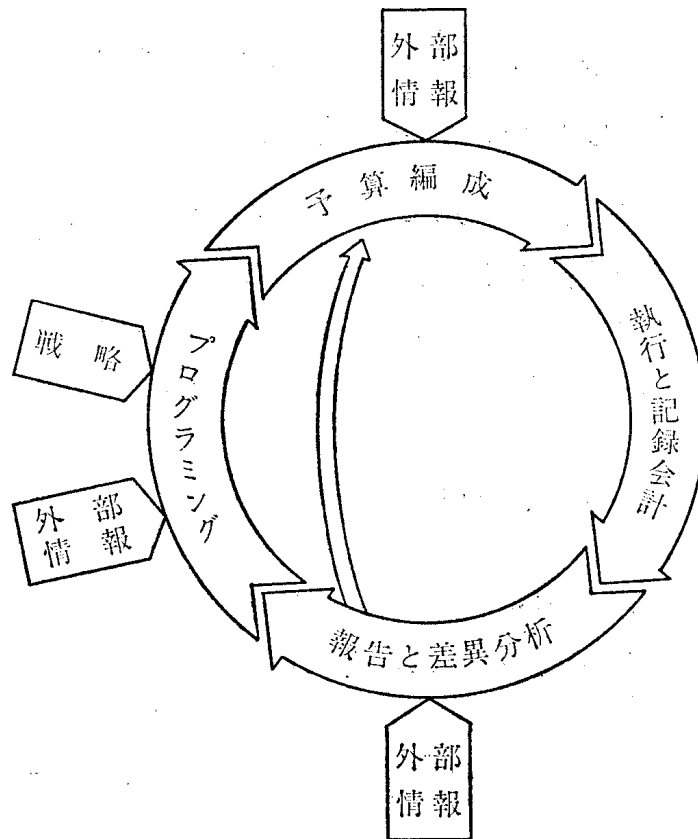 外部
情報
予算編成
執行と記録会計
戦略
プログラミング
外部
情報
報告と差異分析
外部
情報